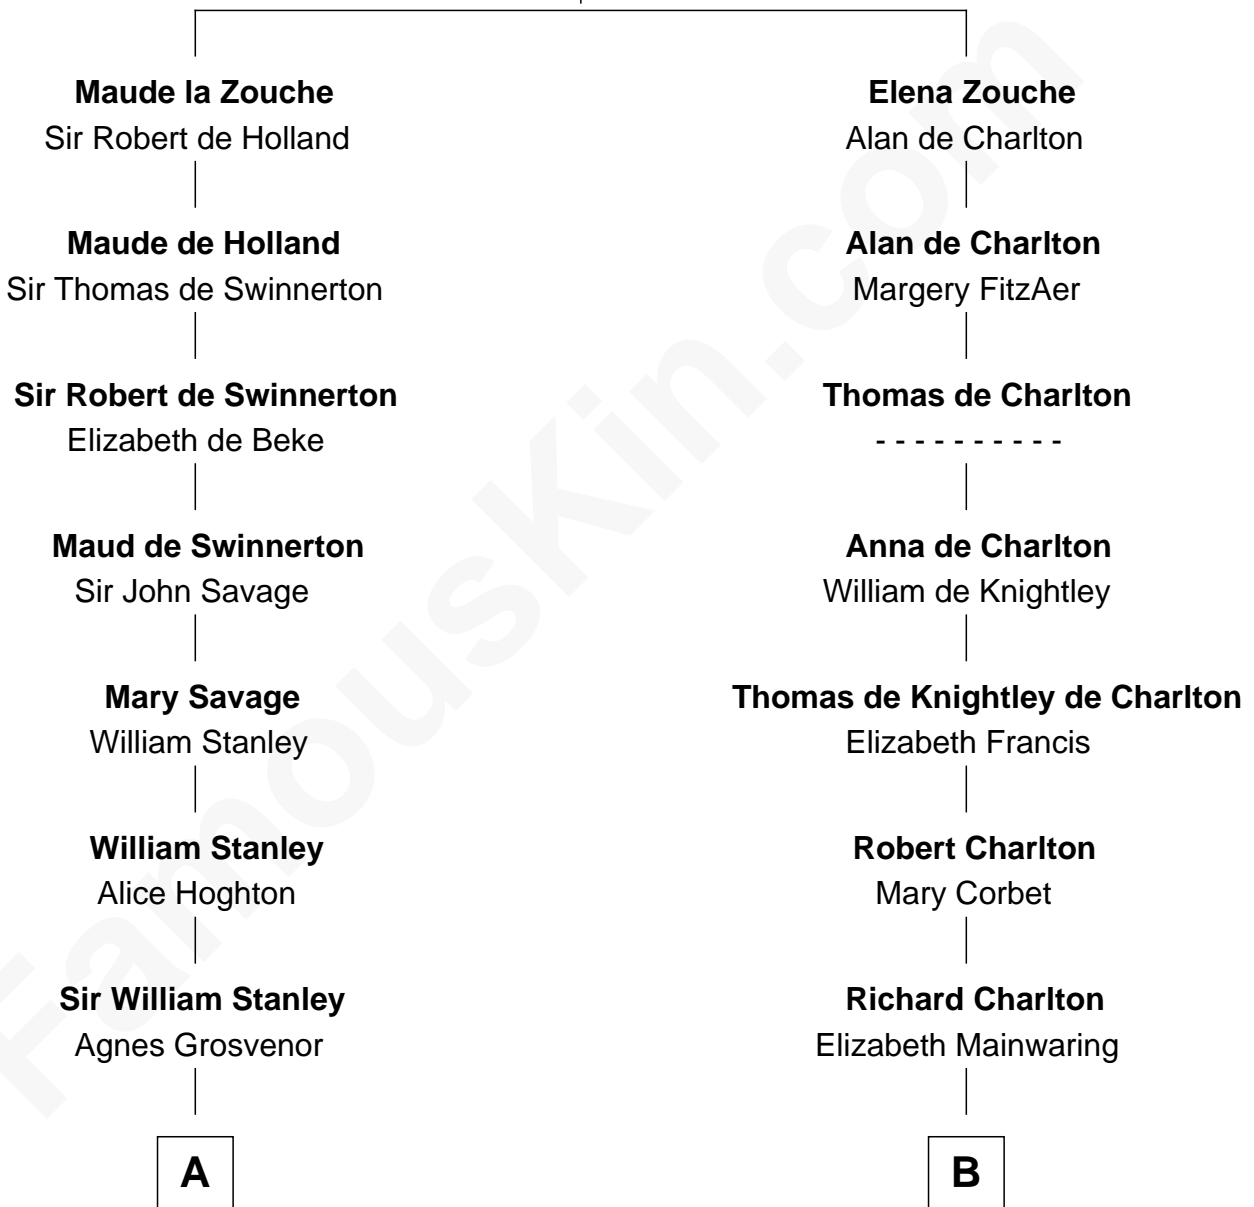 Maude la Zouche
Sir Robert de Holland
Maude de Holland
Sir Thomas de Swinnerton
Sir Robert de Swinnerton
Elizabeth de Beke
Maud de Swinnerton
Sir John Savage
Mary Savage
William Stanley
William Stanley
Alice Hoghton
Sir William Stanley
Agnes Grosvenor
A
Elena Zouche
Alan de Charlton
Alan de Charlton
Margery FitzAer
Thomas de Charlton
- - - - - - - - - -
Anna de Charlton
William de Knightley
Thomas de Knightley de Charlton
Elizabeth Francis
Robert Charlton
Mary Corbet
Richard Charlton
Elizabeth Mainwaring
B
FamousKin.com